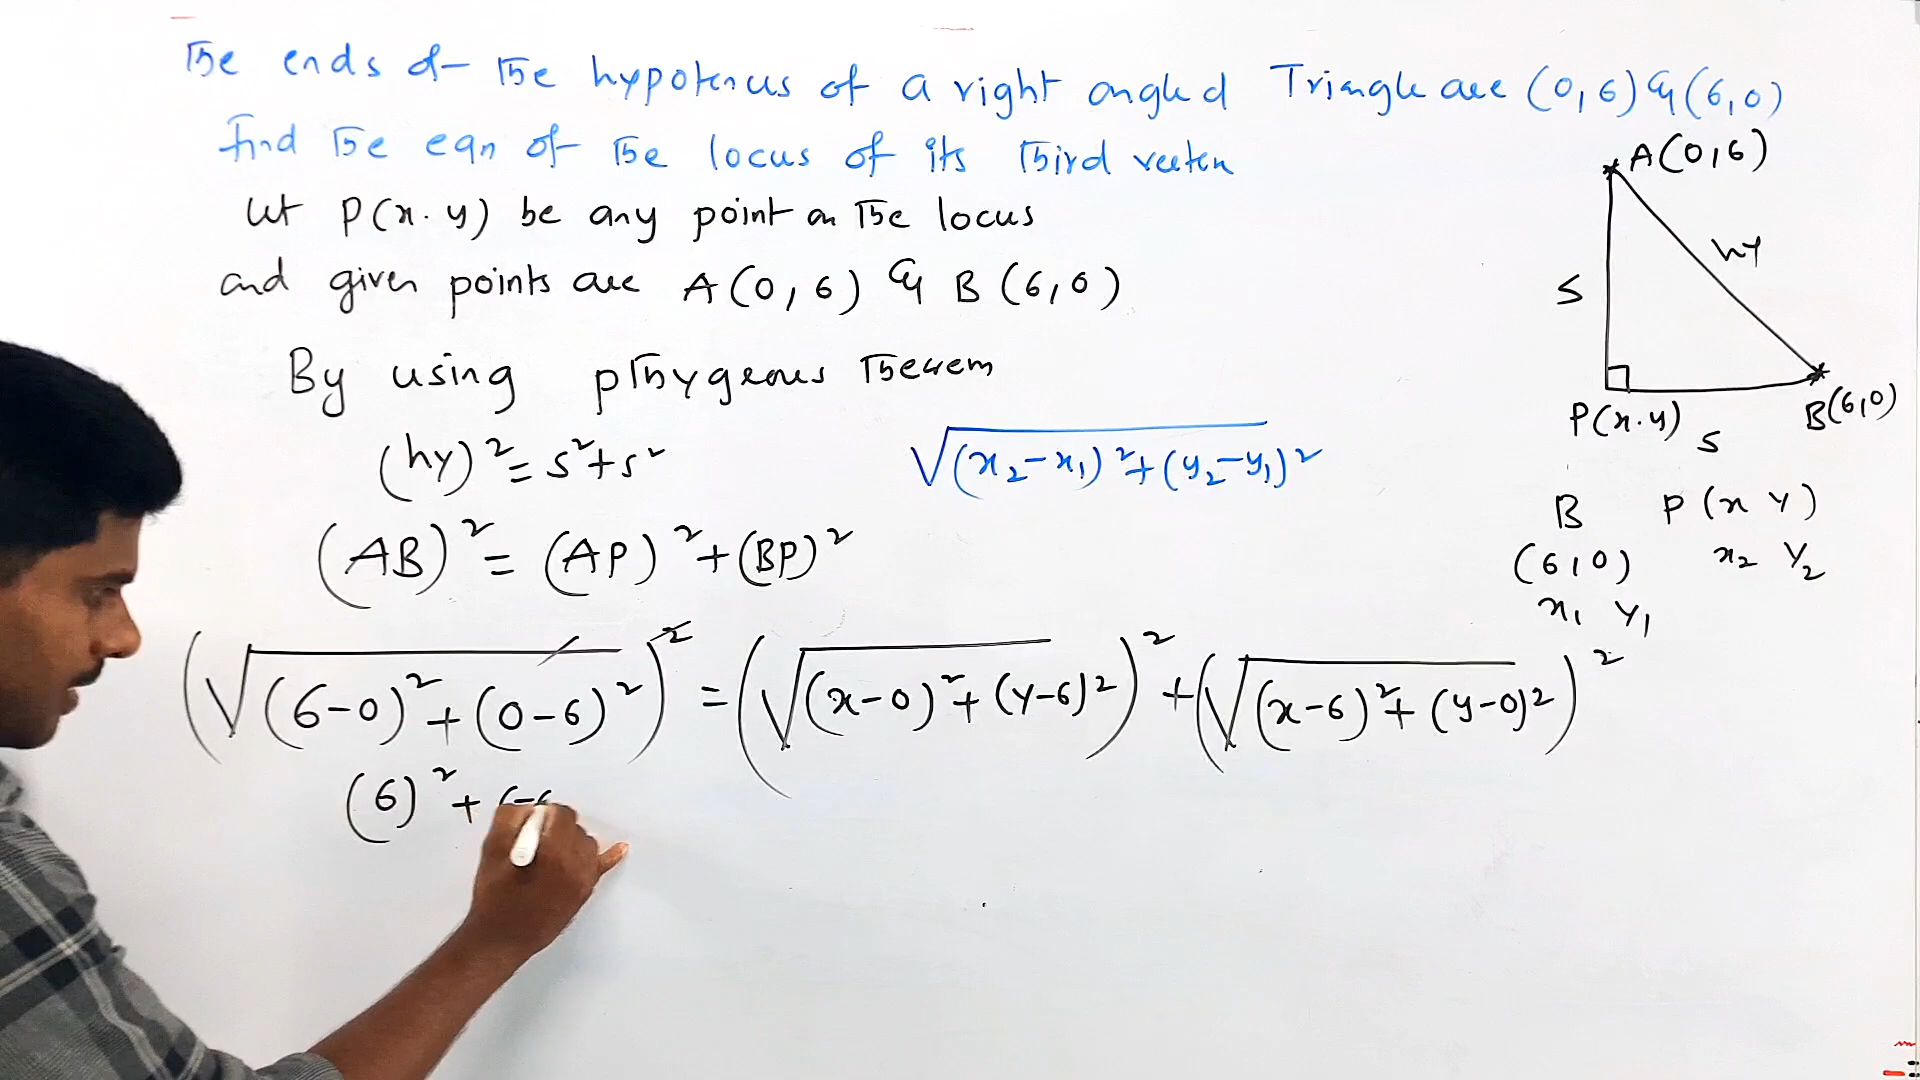 The ends of the hypotenus of a right angled Triangle are (0,6) & (6,0)
find the eqn of the locus of its third vertex
let P(x.y) be any point on the locus
and given points are A(0,6) & B(6,0)
By using pthygerous theorem
(hy)² = s²+s²
√(x₂-x₁)²+(y₂-y₁)²
(AB)² = (AP)²+(BP)²
(√(6-0)²+(0-6)²)² = (√(x-0)²+(y-6)²)² + (√(x-6)²+(y-0)²)²
(6)² + (-6
A(0,6)
hy
S
P(x.y)
S
B(6,0)
B P(x y)
(6,0) x₂ y₂
x₁ y₁